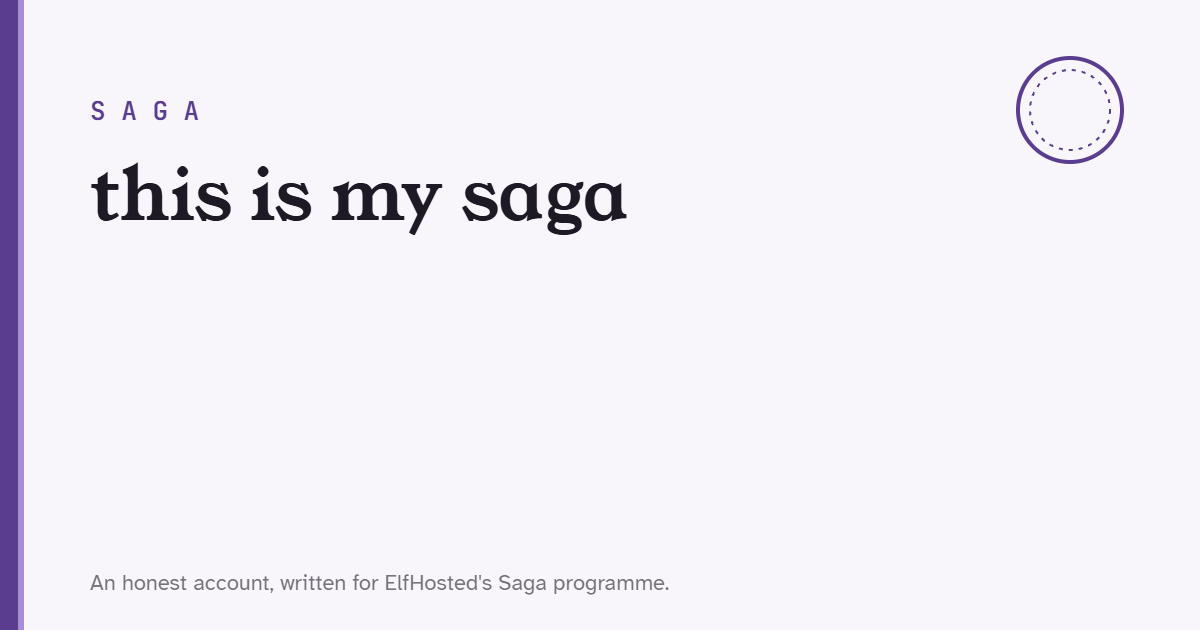 SAGA
this is my saga
An honest account, written for ElfHosted's Saga programme.